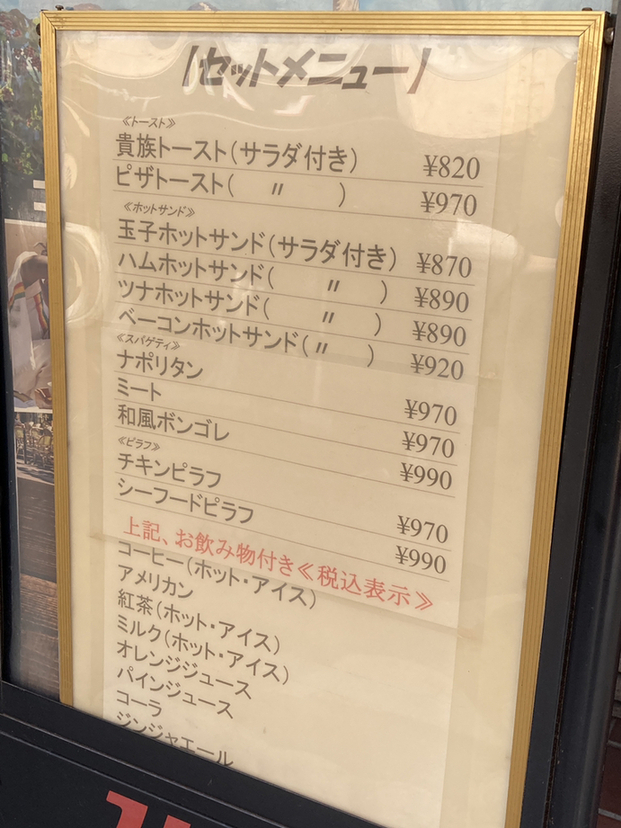 セットメニュー
≪トースト≫
貴族トースト(サラダ付き) ¥820
ピザトースト( 〃 ) ¥970
≪ホットサンド≫
玉子ホットサンド(サラダ付き) ¥870
ハムホットサンド( 〃 ) ¥890
ツナホットサンド( 〃 ) ¥890
ベーコンホットサンド( 〃 ) ¥920
≪スパゲティ≫
ナポリタン ¥970
ミート ¥970
和風ボンゴレ ¥990
≪ピラフ≫
チキンピラフ ¥970
シーフードピラフ ¥990
上記、お飲み物付き≪税込表示≫
コーヒー(ホット・アイス)
アメリカン
紅茶(ホット・アイス)
ミルク(ホット・アイス)
オレンジジュース
パインジュース
コーラ
ジンジャエール